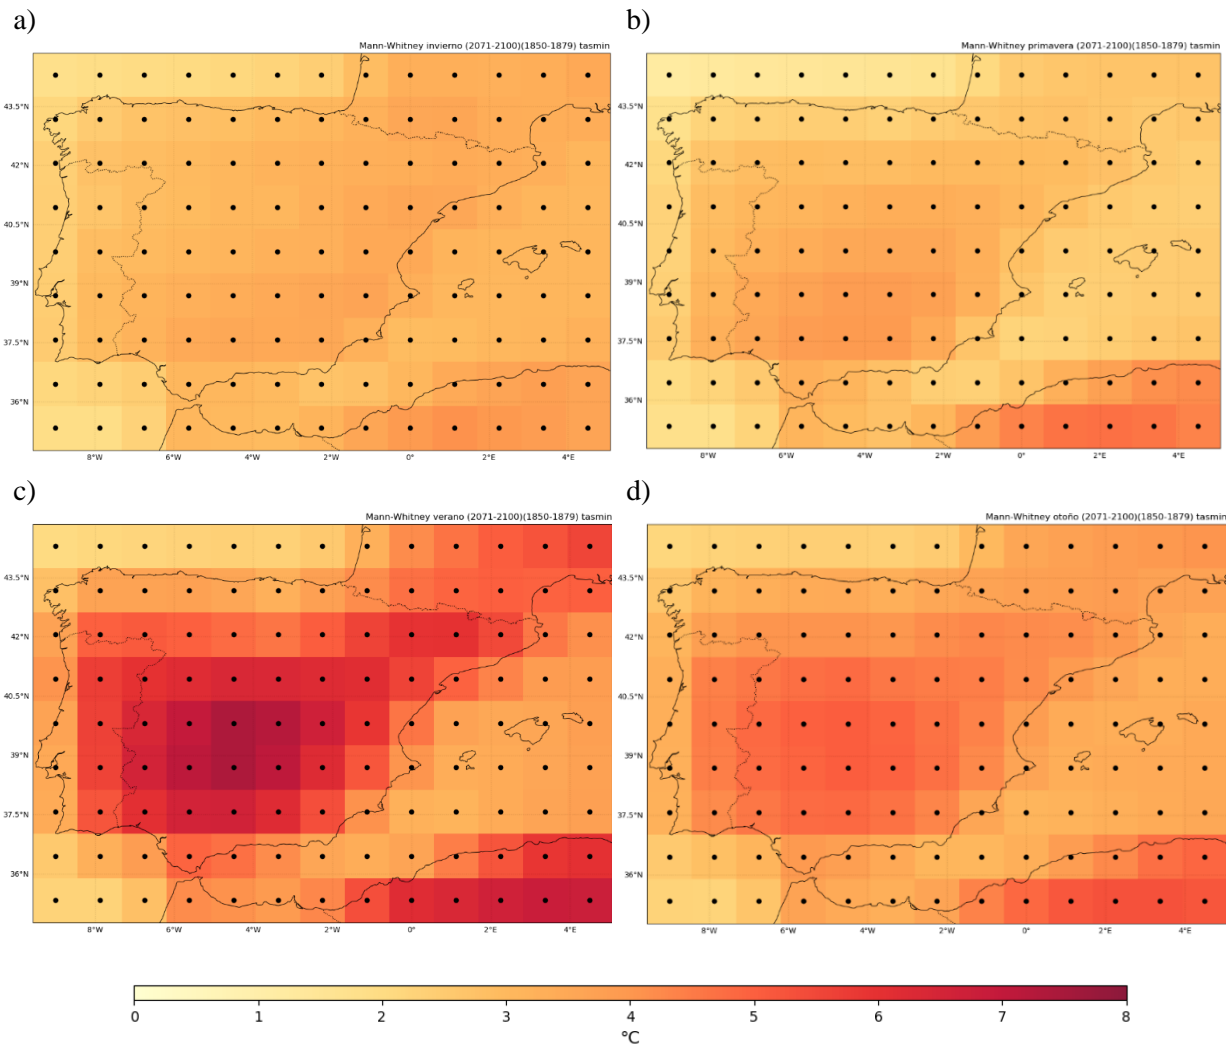 a)
Mann-Whitney invierno (2071-2100)(1850-1879) tasmin
43.5°N
42°N
40.5°N
39°N
37.5°N
36°N
8°W 6°W 4°W 2°W 0° 2°E 4°E
b)
Mann-Whitney primavera (2071-2100)(1850-1879) tasmin
43.5°N
42°N
40.5°N
39°N
37.5°N
36°N
8°W 6°W 4°W 2°W 0° 2°E 4°E
c)
Mann-Whitney verano (2071-2100)(1850-1879) tasmin
43.5°N
42°N
40.5°N
39°N
37.5°N
36°N
8°W 6°W 4°W 2°W 0° 2°E 4°E
d)
Mann-Whitney otoño (2071-2100)(1850-1879) tasmin
43.5°N
42°N
40.5°N
39°N
37.5°N
36°N
8°W 6°W 4°W 2°W 0° 2°E 4°E
0 1 2 3 4 5 6 7 8
°C